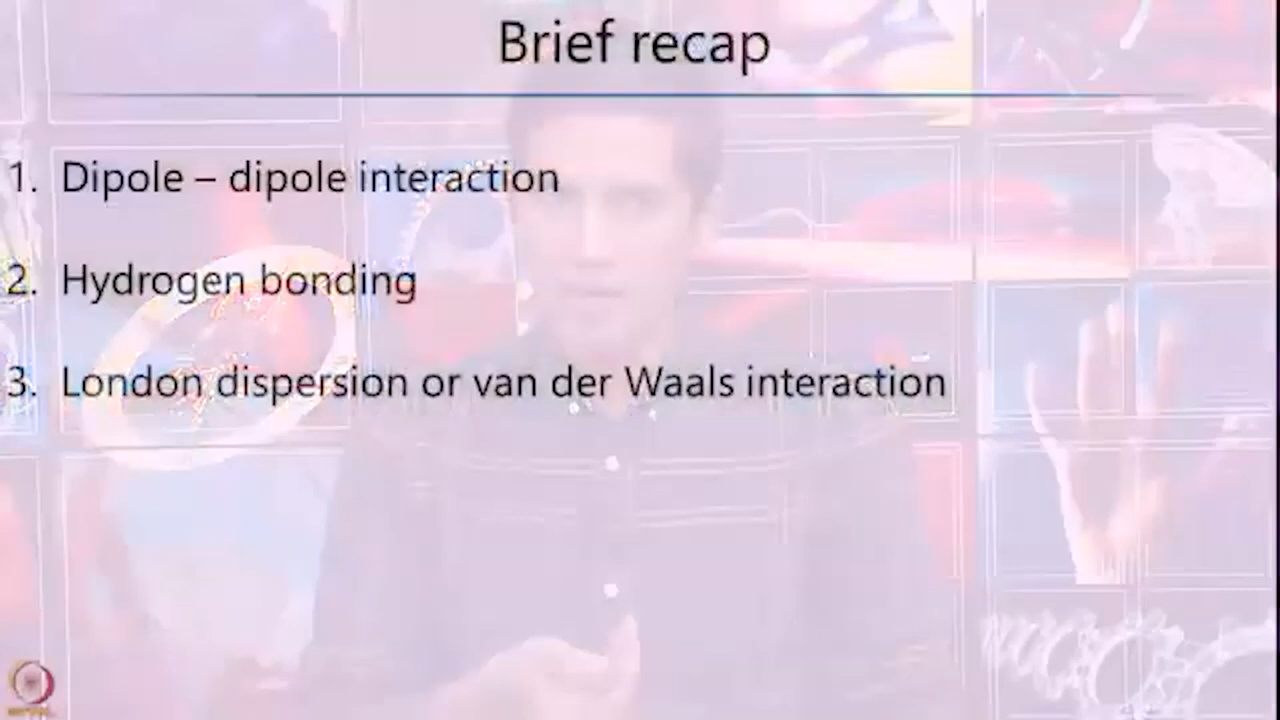 Brief recap
1. Dipole – dipole interaction
2. Hydrogen bonding
3. London dispersion or van der Waals interaction